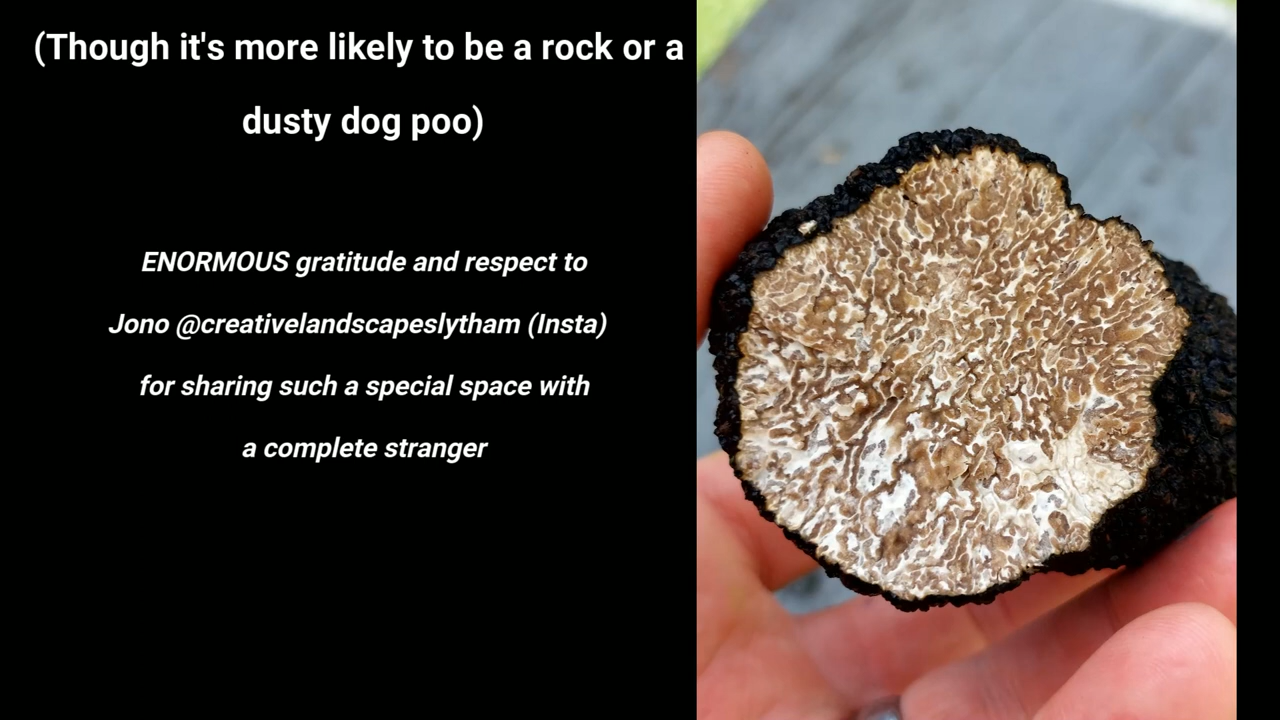 (Though it's more likely to be a rock or a
dusty dog poo)
ENORMOUS gratitude and respect to
Jono @creativelandscapeslytham (Insta)
for sharing such a special space with
a complete stranger